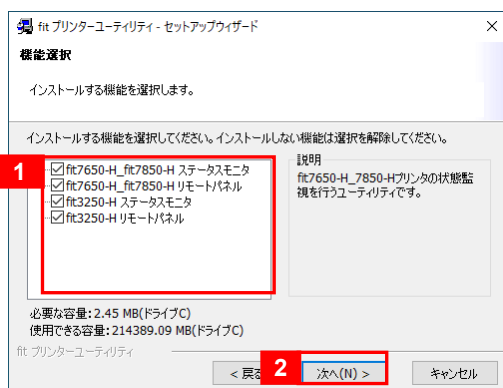 fit プリンターユーティリティ - セットアップウィザード
機能選択
インストールする機能を選択します。
インストールする機能を選択してください。インストールしない機能は選択を解除してください。
1
fit7650-H_fit7850-H ステータスモニタ
fit7650-H_fit7850-H リモートパネル
fit3250-H ステータスモニタ
fit3250-H リモートパネル
説明
fit7650-H_7850-Hプリンタの状態監
視を行うユーティリティです。
必要な容量: 2.45 MB(ドライブC)
使用できる容量: 214389.09 MB(ドライブC)
fit プリンターユーティリティ
< 戻る
2
次へ(N) >
キャンセル